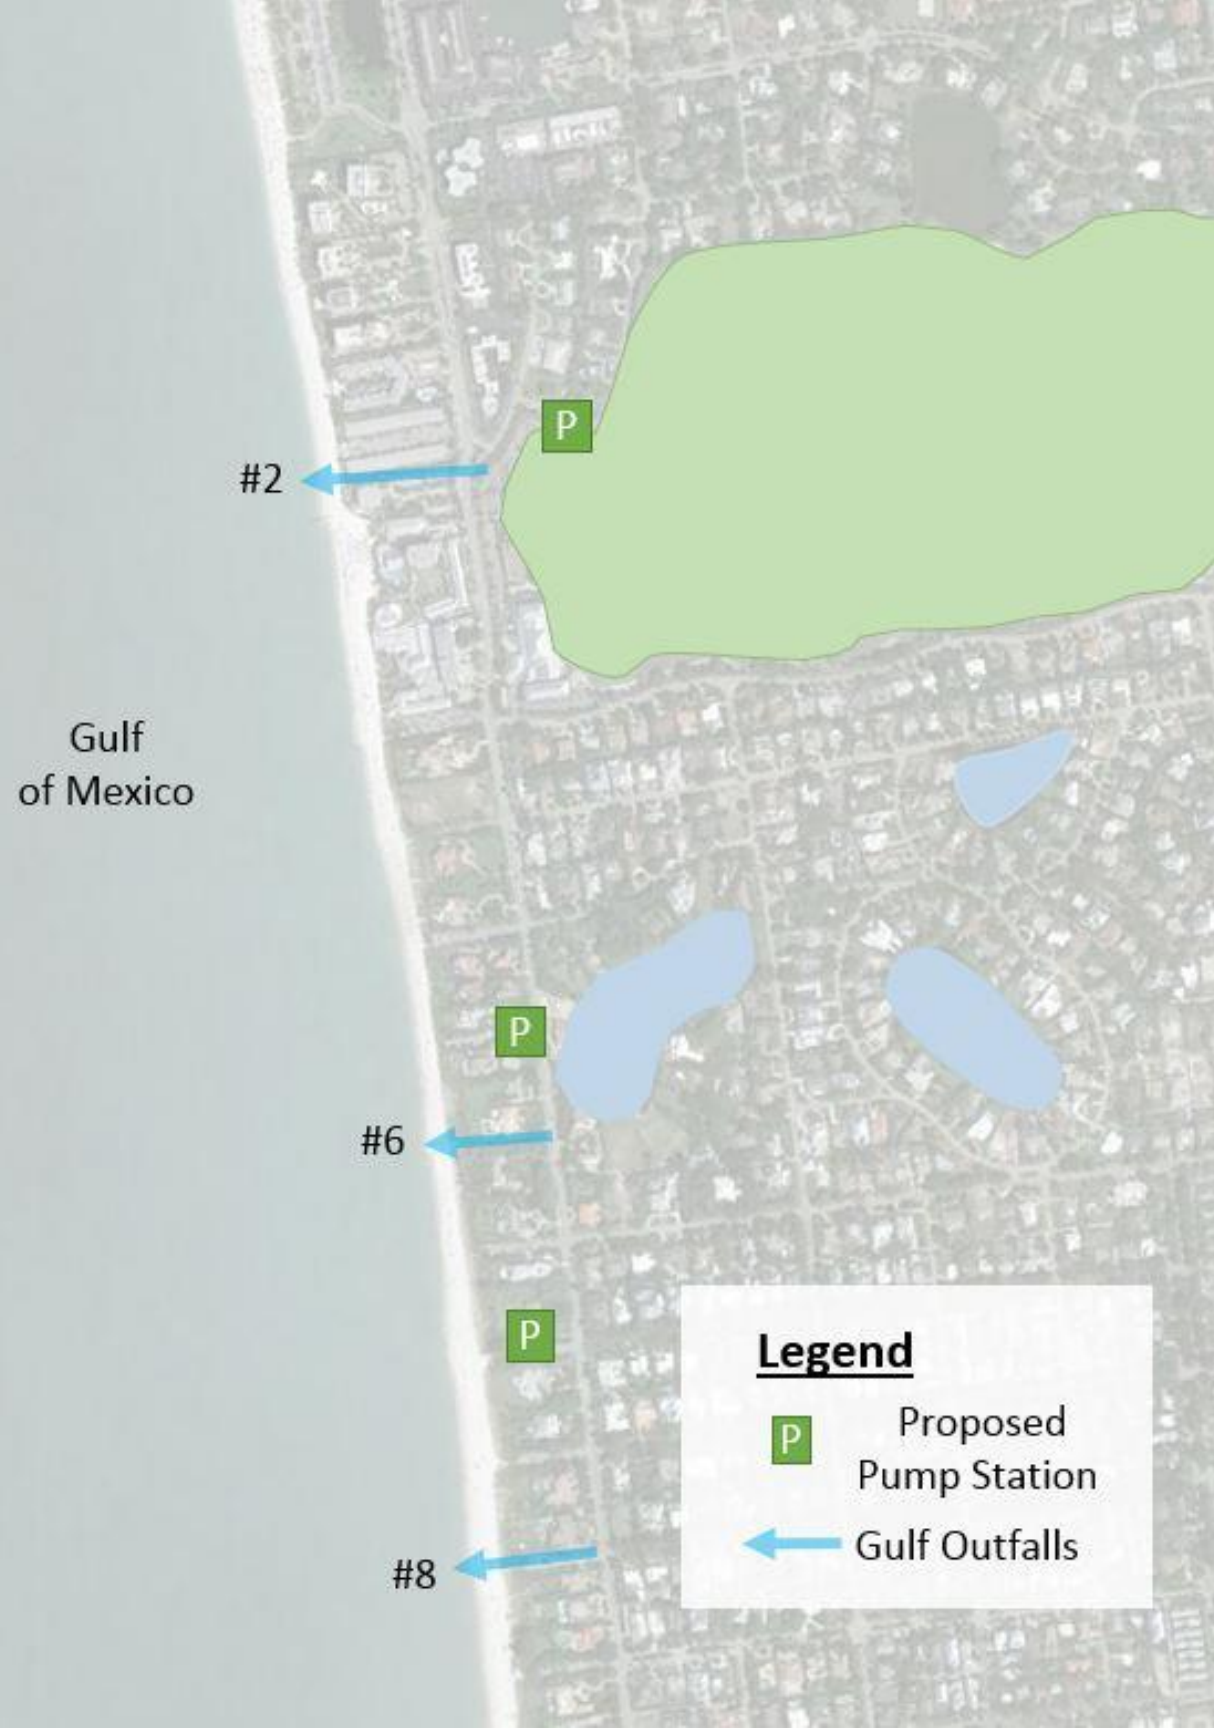 P
#2
Gulf
of Mexico
P
#6
P
Legend
P
Proposed
Pump Station
Gulf Outfalls
#8